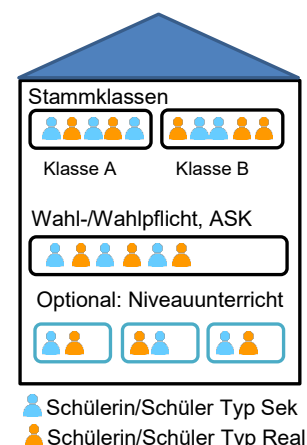 Stammklassen
Klasse A Klasse B
Wahl-/Wahlpflicht, ASK
Optional: Niveauunterricht
Schülerin/Schüler Typ Sek
Schülerin/Schüler Typ Real